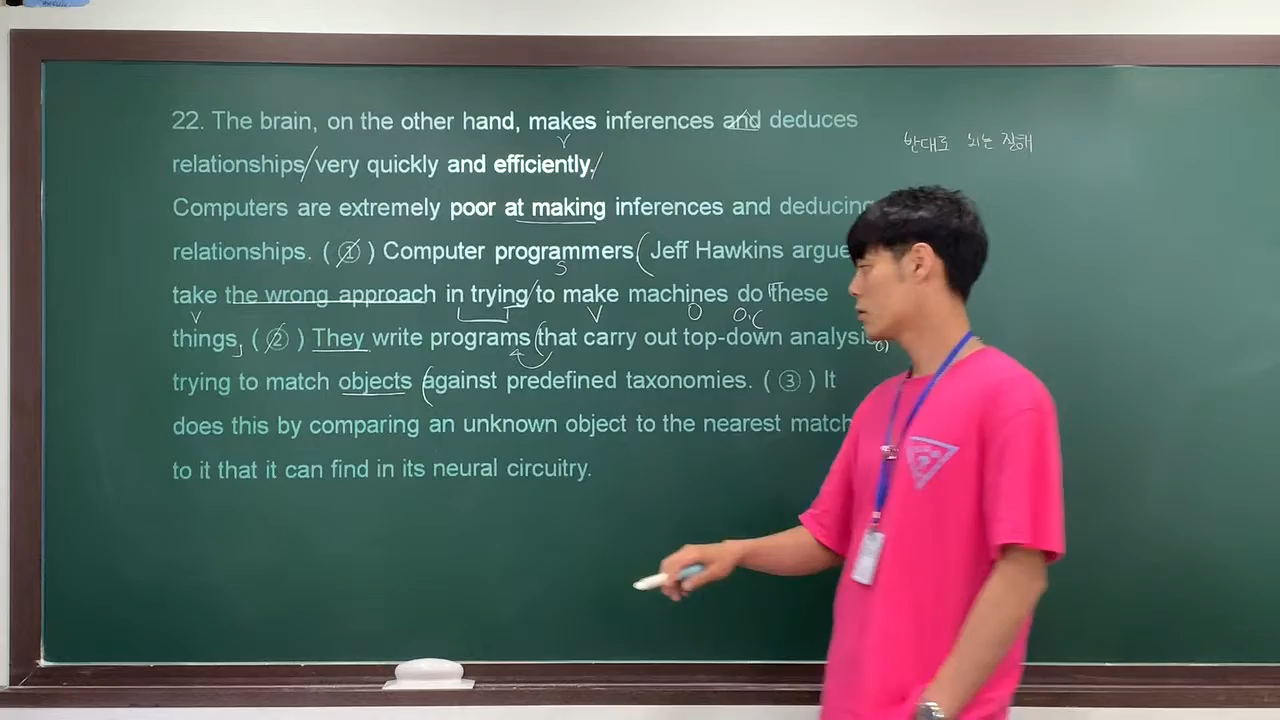 22. The brain, on the other hand, makes inferences and deduces
relationships very quickly and efficiently.
Computers are extremely poor at making inferences and deducing
relationships. ( ① ) Computer programmers Jeff Hawkins argue
take the wrong approach in trying to make machines do these
things, ( ② ) They write programs that carry out top-down analysis
trying to match objects against predefined taxonomies. ( ③ ) It
does this by comparing an unknown object to the nearest match
to it that it can find in its neural circuitry.
반대로 뇌는 잘해
V
S
V V O O.C